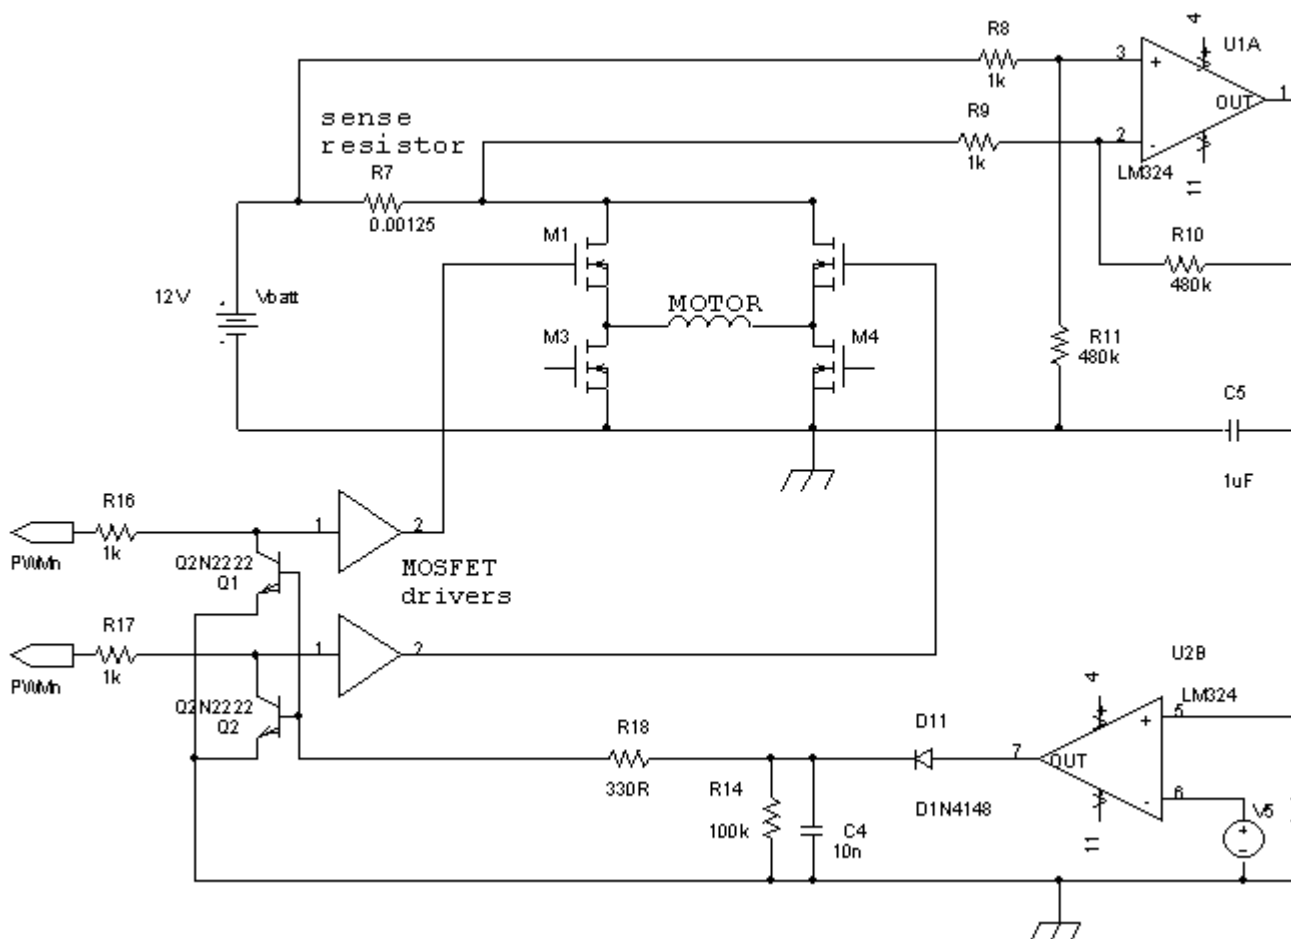 R8
1k
3
+
4
+
U1A
OUT
1
R9
1k
2
-
LM324
11
sense
resistor
R7
0.00125
R10
480k
M1
12V
Vbatt
MOTOR
M3
M4
R11
480k
C5
1uF
R16
1k
PWMn
1
2
Q2N2222
Q1
MOSFET
drivers
R17
1k
PWMn
1
2
Q2N2222
Q2
U2B
LM324
4
+
5
+
R18
330R
D11
D1N4148
7
OUT
6
-
11
V5
+
-
R14
100k
C4
10n